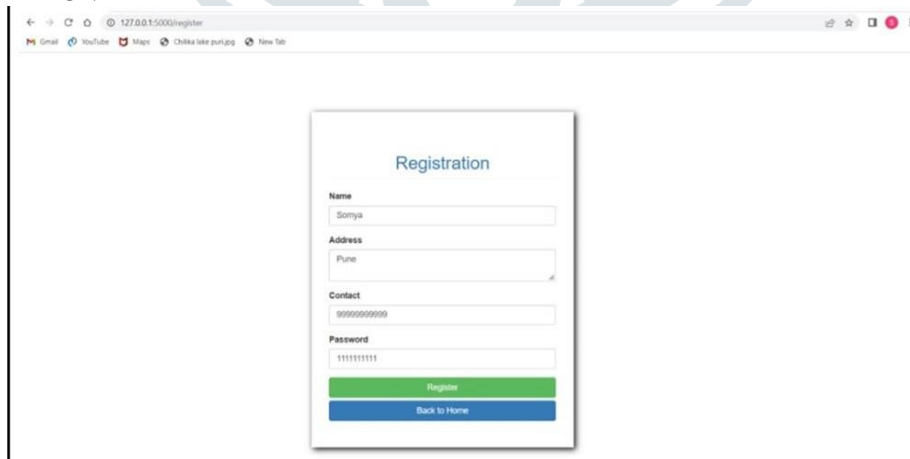 127.0.0.1:5000/register
Gmail YouTube Maps Chilika lake puri.jpg New Tab
Registration
Name
Somya
Address
Pune
Contact
99999999999
Password
1111111111
Register
Back to Home